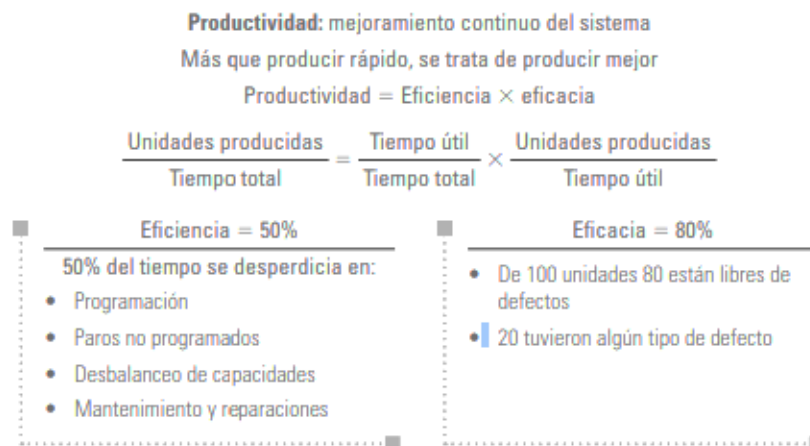 Productividad: mejoramiento continuo del sistema
Más que producir rápido, se trata de producir mejor
Productividad = Eficiencia × eficacia
Unidades producidas / Tiempo total = Tiempo útil / Tiempo total × Unidades producidas / Tiempo útil
Eficiencia = 50%
50% del tiempo se desperdicia en:
• Programación
• Paros no programados
• Desbalanceo de capacidades
• Mantenimiento y reparaciones
Eficacia = 80%
• De 100 unidades 80 están libres de
defectos
• 20 tuvieron algún tipo de defecto